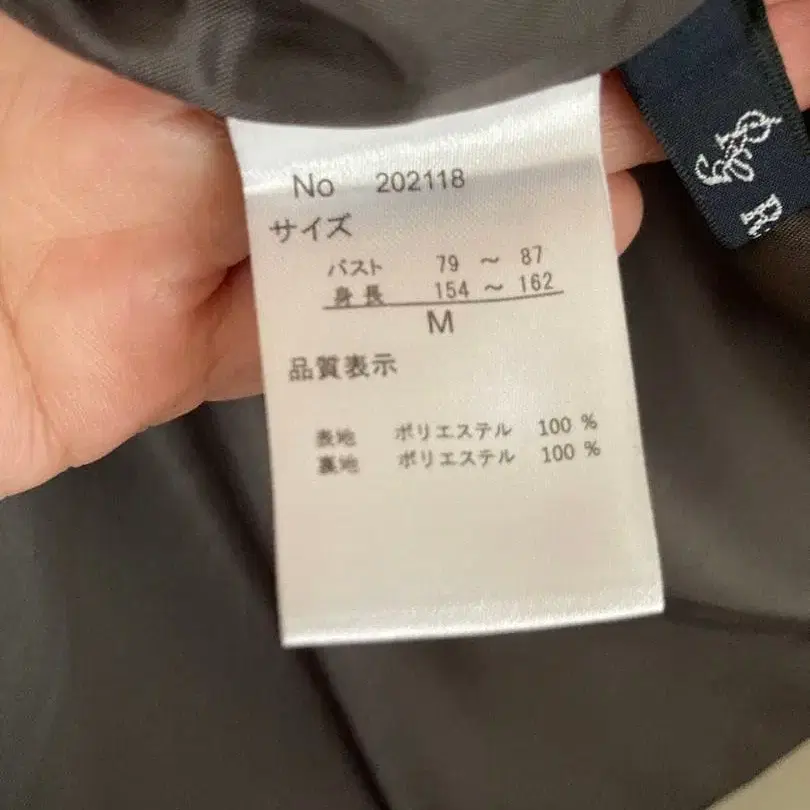 No 202118
サイズ
バスト 79 ～ 87
身長 154 ～ 162
M
品質表示
表地 ポリエステル 100 %
裏地 ポリエステル 100 %